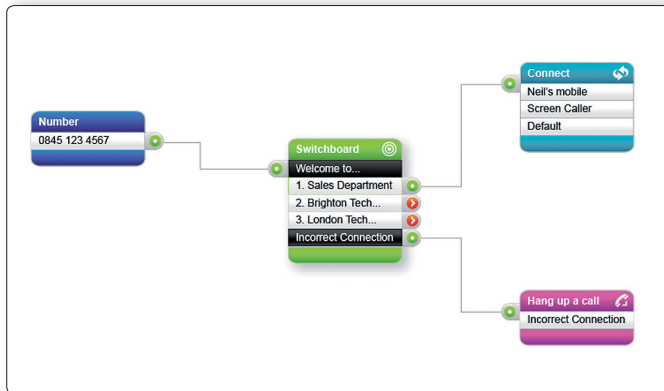 Number
0845 123 4567
Switchboard
Welcome to...
1. Sales Department
2. Brighton Tech...
3. London Tech...
Incorrect Connection
Connect
Neil's mobile
Screen Caller
Default
Hang up a call
Incorrect Connection